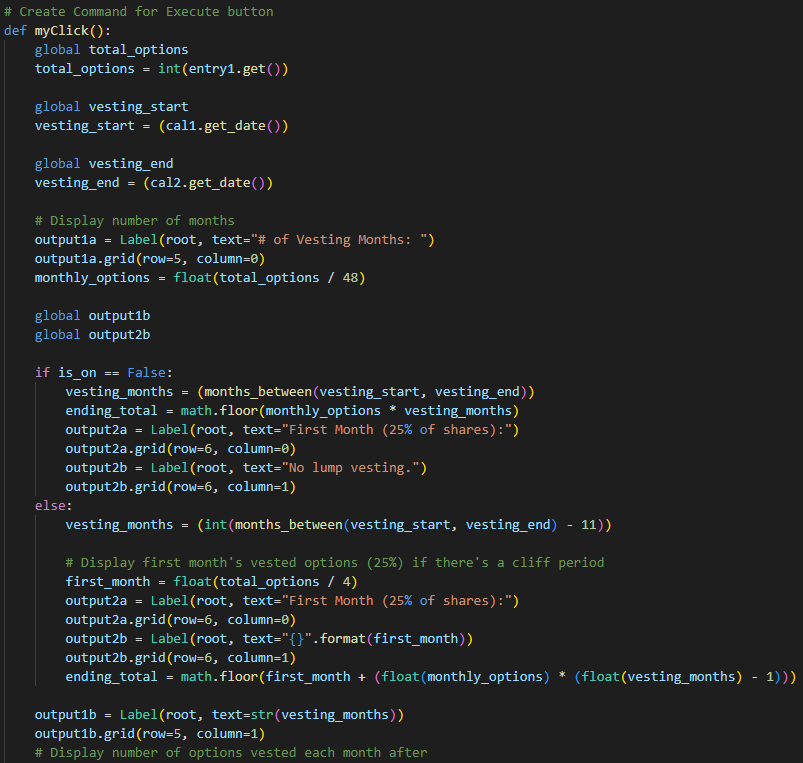 # Create Command for Execute button
def myClick():
    global total_options
    total_options = int(entry1.get())
    global vesting_start
    vesting_start = (cal1.get_date())
    global vesting_end
    vesting_end = (cal2.get_date())
    # Display number of months
    output1a = Label(root, text="# of Vesting Months: ")
    output1a.grid(row=5, column=0)
    monthly_options = float(total_options / 48)
    global output1b
    global output2b
    if is_on == False:
        vesting_months = (months_between(vesting_start, vesting_end))
        ending_total = math.floor(monthly_options * vesting_months)
        output2a = Label(root, text="First Month (25% of shares):")
        output2a.grid(row=6, column=0)
        output2b = Label(root, text="No lump vesting.")
        output2b.grid(row=6, column=1)
    else:
        vesting_months = (int(months_between(vesting_start, vesting_end) - 11))
        # Display first month's vested options (25%) if there's a cliff period
        first_month = float(total_options / 4)
        output2a = Label(root, text="First Month (25% of shares):")
        output2a.grid(row=6, column=0)
        output2b = Label(root, text="{}".format(first_month))
        output2b.grid(row=6, column=1)
        ending_total = math.floor(first_month + (float(monthly_options) * (float(vesting_months) - 1)))
    output1b = Label(root, text=str(vesting_months))
    output1b.grid(row=5, column=1)
    # Display number of options vested each month after